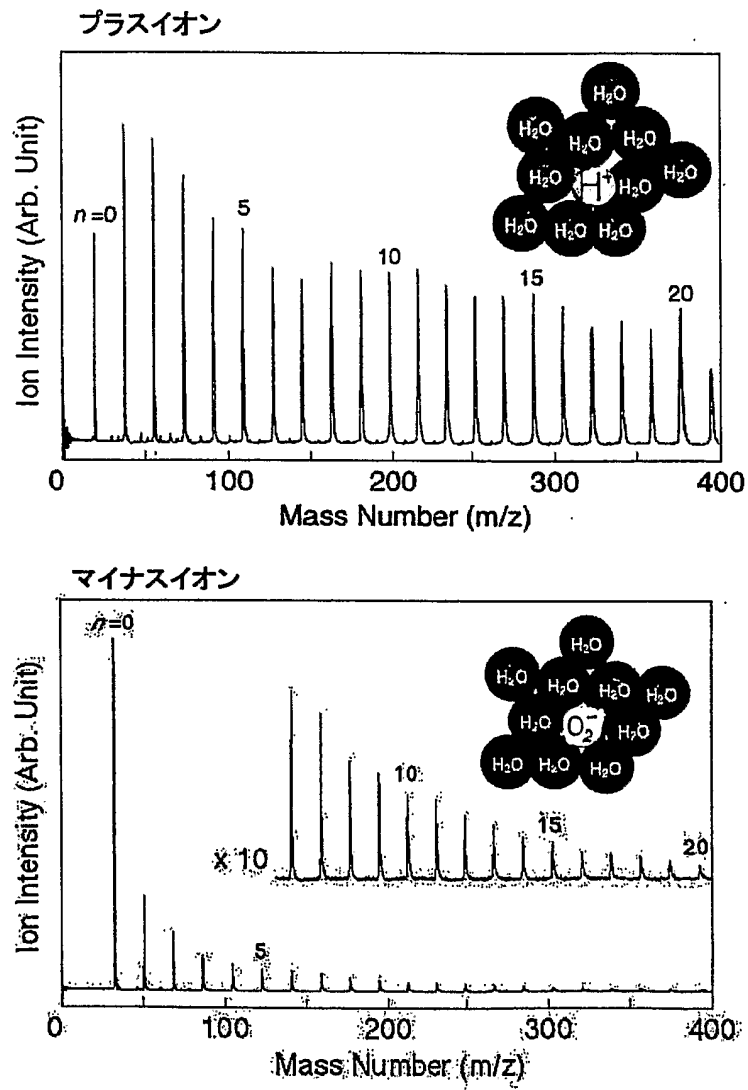 プラスイオン
Ion Intensity (Arb. Unit)
n=0
5
10
15
20
H₂O
H₂O
H₂O
H₂O
H₂O
H⁺
H₂O
H₂O
H₂O
H₂O
H₂O
0
100
200
300
400
Mass Number (m/z)
マイナスイオン
Ion Intensity (Arb. Unit)
n=0
5
x 10
10
15
20
H₂O
H₂O
H₂O
H₂O
H₂O
H₂O
O₂⁻
H₂O
H₂O
H₂O
H₂O
0
100
200
300
400
Mass Number (m/z)